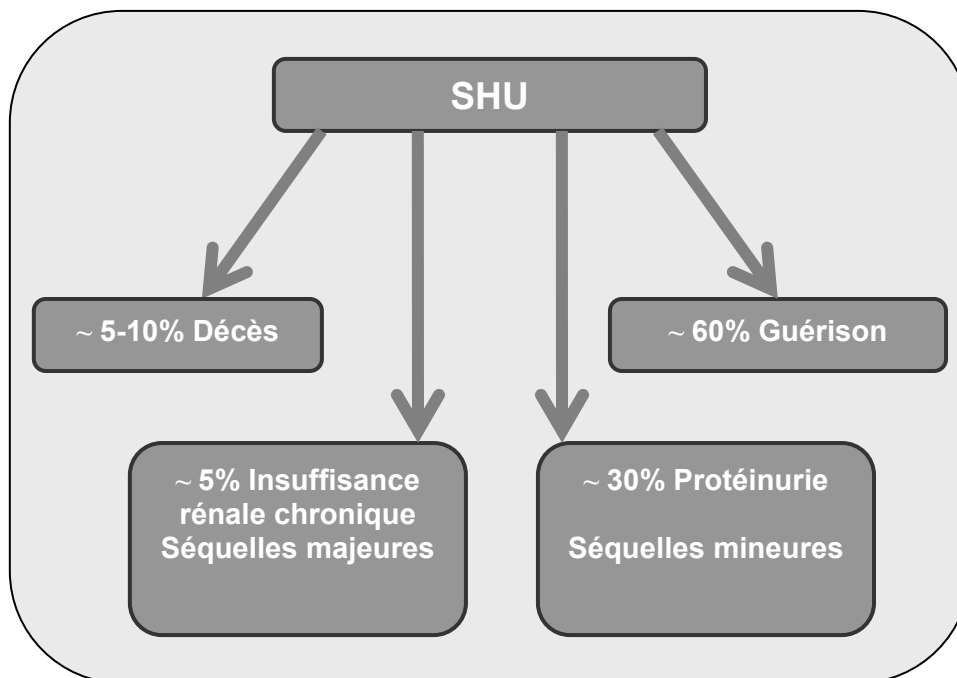 SHU
~ 5-10% Décès
~ 60% Guérison
~ 5% Insuffisance
rénale chronique
Séquelles majeures
~ 30% Protéinurie
Séquelles mineures